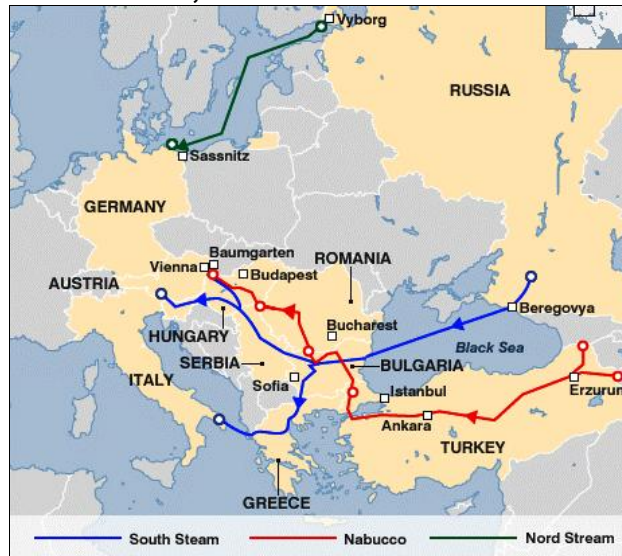 Vyborg
RUSSIA
Sassnitz
GERMANY
Baumgarten
Vienna
Budapest
ROMANIA
AUSTRIA
Beregovya
Bucharest
HUNGARY
Black Sea
SERBIA
BULGARIA
ITALY
Sofia
Istanbul
Erzurum
Ankara
TURKEY
GREECE
South Steam
Nabucco
Nord Stream